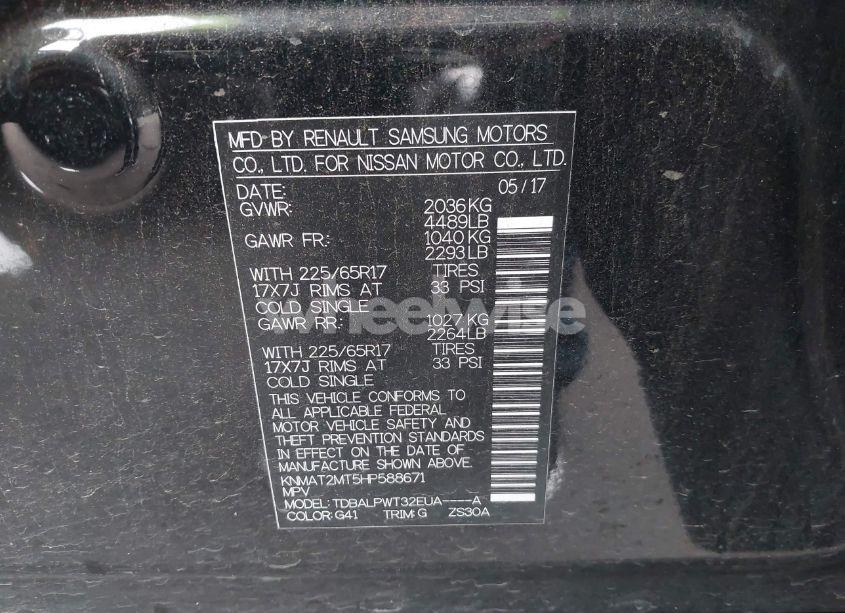 MFD BY RENAULT SAMSUNG MOTORS
CO., LTD. FOR NISSAN MOTOR CO., LTD.
DATE: 05/17
GVWR: 2036KG
4489LB
GAWR FR: 1040KG
2293LB
WITH 225/65R17 TIRES
17X7J RIMS AT 33 PSI
COLD SINGLE
GAWR RR: 1027KG
2264LB
WITH 225/65R17 TIRES
17X7J RIMS AT 33 PSI
COLD SINGLE
THIS VEHICLE CONFORMS TO
ALL APPLICABLE FEDERAL
MOTOR VEHICLE SAFETY AND
THEFT PREVENTION STANDARDS
IN EFFECT ON THE DATE OF
MANUFACTURE SHOWN ABOVE.
KNMAT2MT5HP588671
MPV
MODEL: TDBALPWT32EUA----A
COLOR: G41 TRIM: G ZS30A
wheelwise